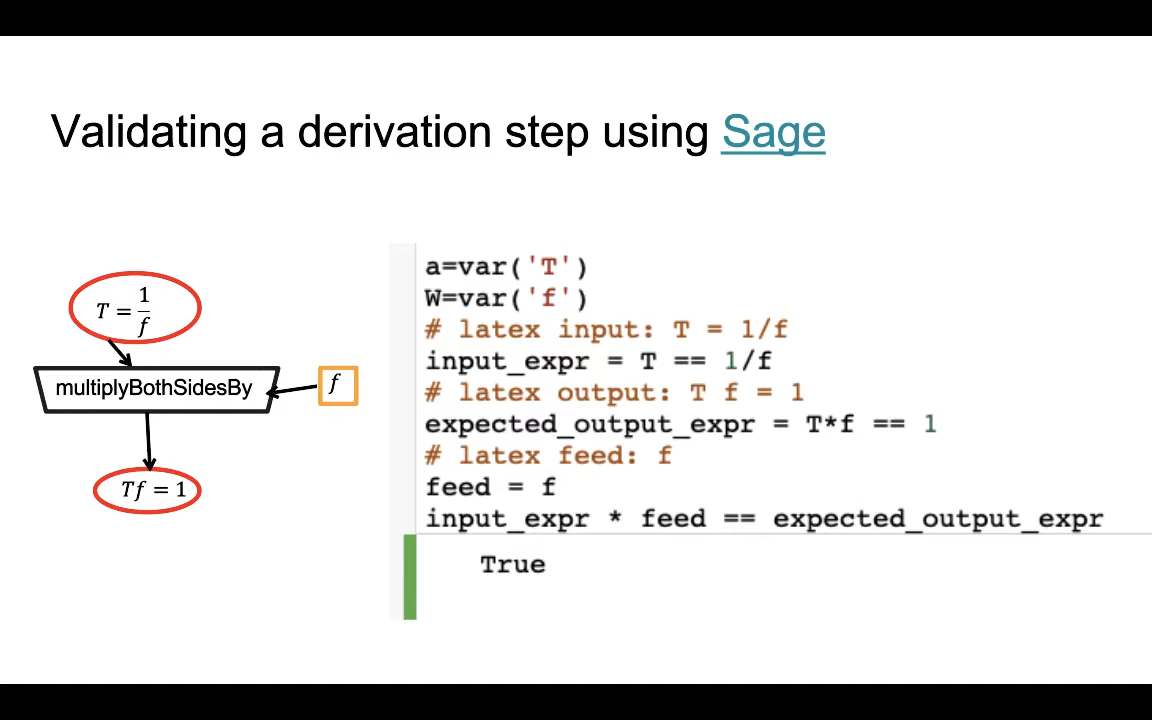 Validating a derivation step using Sage
T = 1/f
multiplyBothSidesBy
f
Tf = 1
a=var('T')
W=var('f')
# latex input: T = 1/f
input_expr = T == 1/f
# latex output: T f = 1
expected_output_expr = T*f == 1
# latex feed: f
feed = f
input_expr * feed == expected_output_expr
True